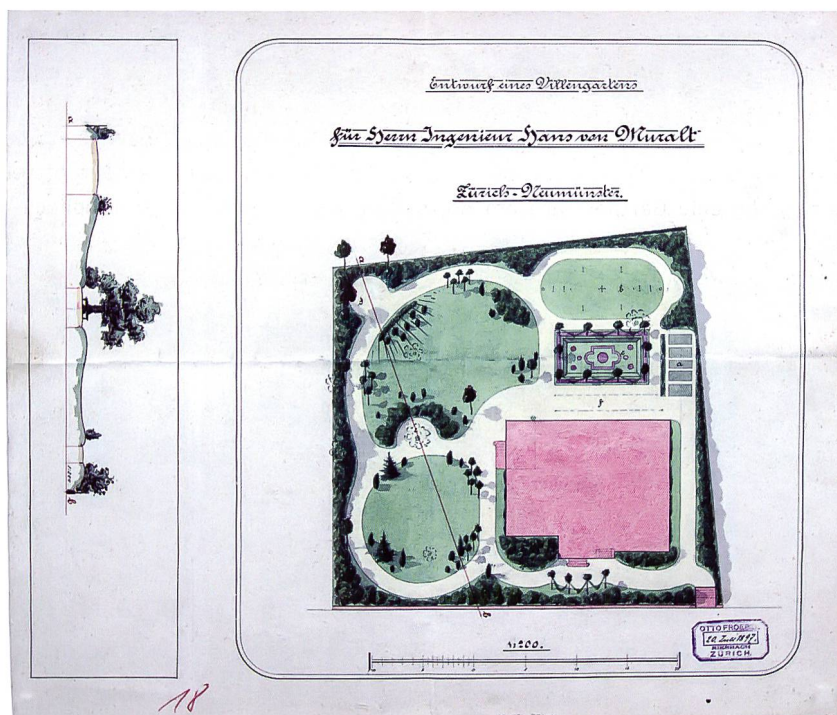 Entwurf eines Villengartens
für Herrn Ingenieur Hans von Muralt
Zürich-Neumünster.
1:200.
OTTO FROEBEL
20. Juli 1897.
RIESBACH
ZÜRICH.
18